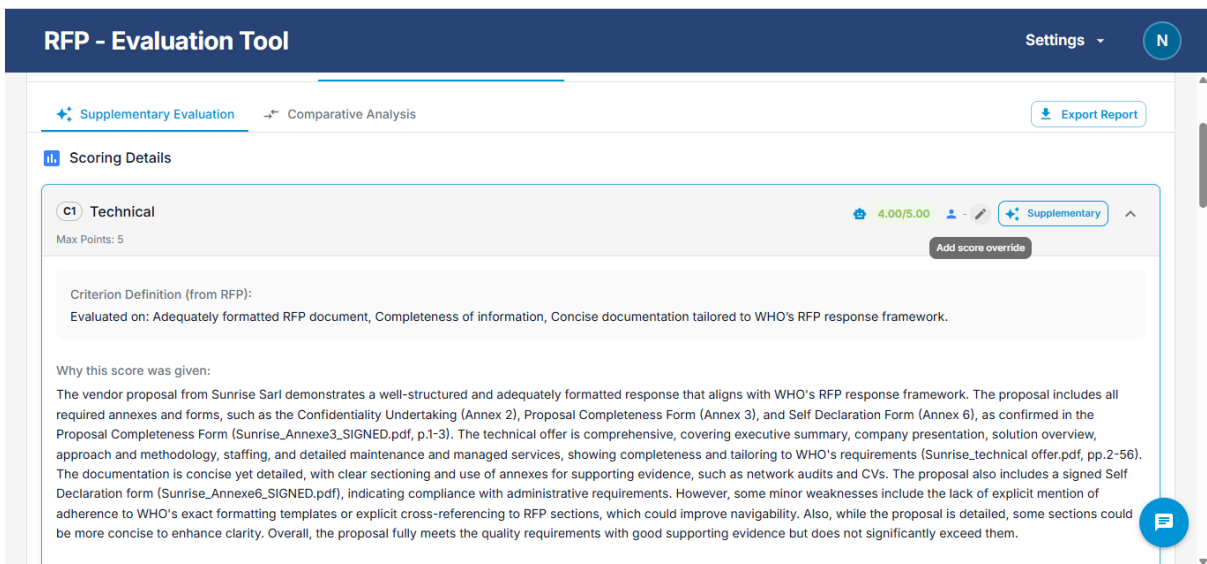 RFP - Evaluation Tool
Settings
N
Supplementary Evaluation
Comparative Analysis
Export Report
Scoring Details
C1 Technical
4.00/5.00
-
Supplementary
Max Points: 5
Add score override
Criterion Definition (from RFP):
Evaluated on: Adequately formatted RFP document, Completeness of information, Concise documentation tailored to WHO's RFP response framework.
Why this score was given:
The vendor proposal from Sunrise Sarl demonstrates a well-structured and adequately formatted response that aligns with WHO's RFP response framework. The proposal includes all
required annexes and forms, such as the Confidentiality Undertaking (Annex 2), Proposal Completeness Form (Annex 3), and Self Declaration Form (Annex 6), as confirmed in the
Proposal Completeness Form (Sunrise_Annexe3_SIGNED.pdf, p.1-3). The technical offer is comprehensive, covering executive summary, company presentation, solution overview,
approach and methodology, staffing, and detailed maintenance and managed services, showing completeness and tailoring to WHO's requirements (Sunrise_technical offer.pdf, pp.2-56).
The documentation is concise yet detailed, with clear sectioning and use of annexes for supporting evidence, such as network audits and CVs. The proposal also includes a signed Self
Declaration form (Sunrise_Annexe6_SIGNED.pdf), indicating compliance with administrative requirements. However, some minor weaknesses include the lack of explicit mention of
adherence to WHO's exact formatting templates or explicit cross-referencing to RFP sections, which could improve navigability. Also, while the proposal is detailed, some sections could
be more concise to enhance clarity. Overall, the proposal fully meets the quality requirements with good supporting evidence but does not significantly exceed them.